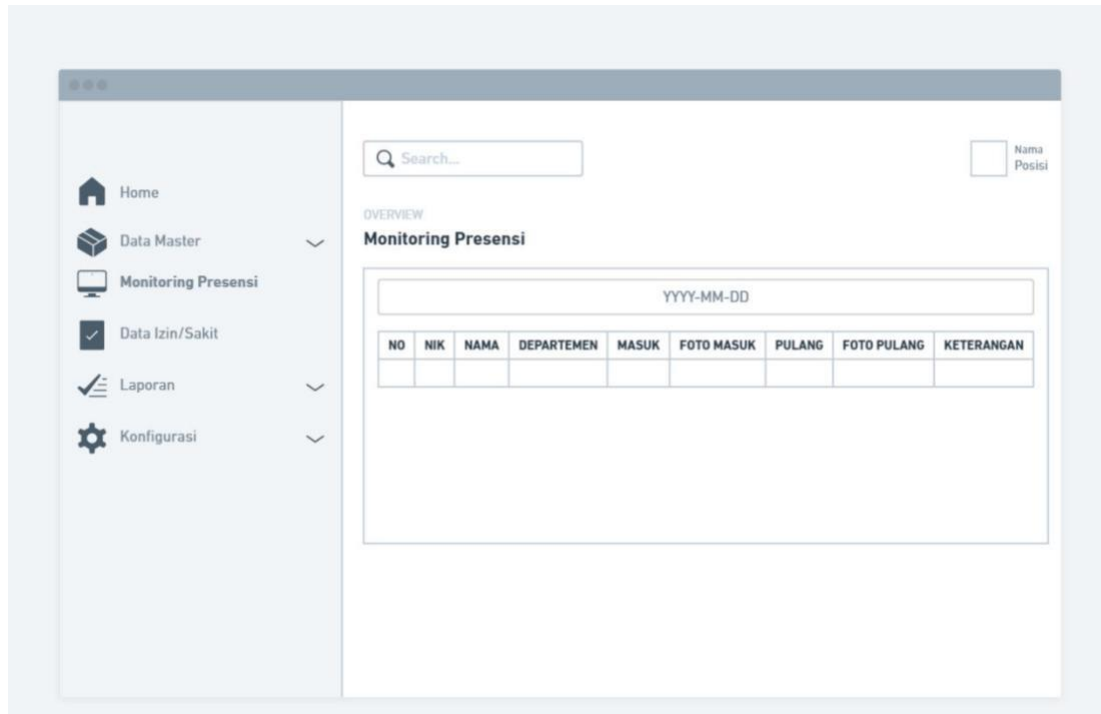 Home
Data Master
Monitoring Presensi
Data Izin/Sakit
Laporan
Konfigurasi
Search...
Nama
Posisi
OVERVIEW
Monitoring Presensi
YYYY-MM-DD
NO NIK NAMA DEPARTEMEN MASUK FOTO MASUK PULANG FOTO PULANG KETERANGAN